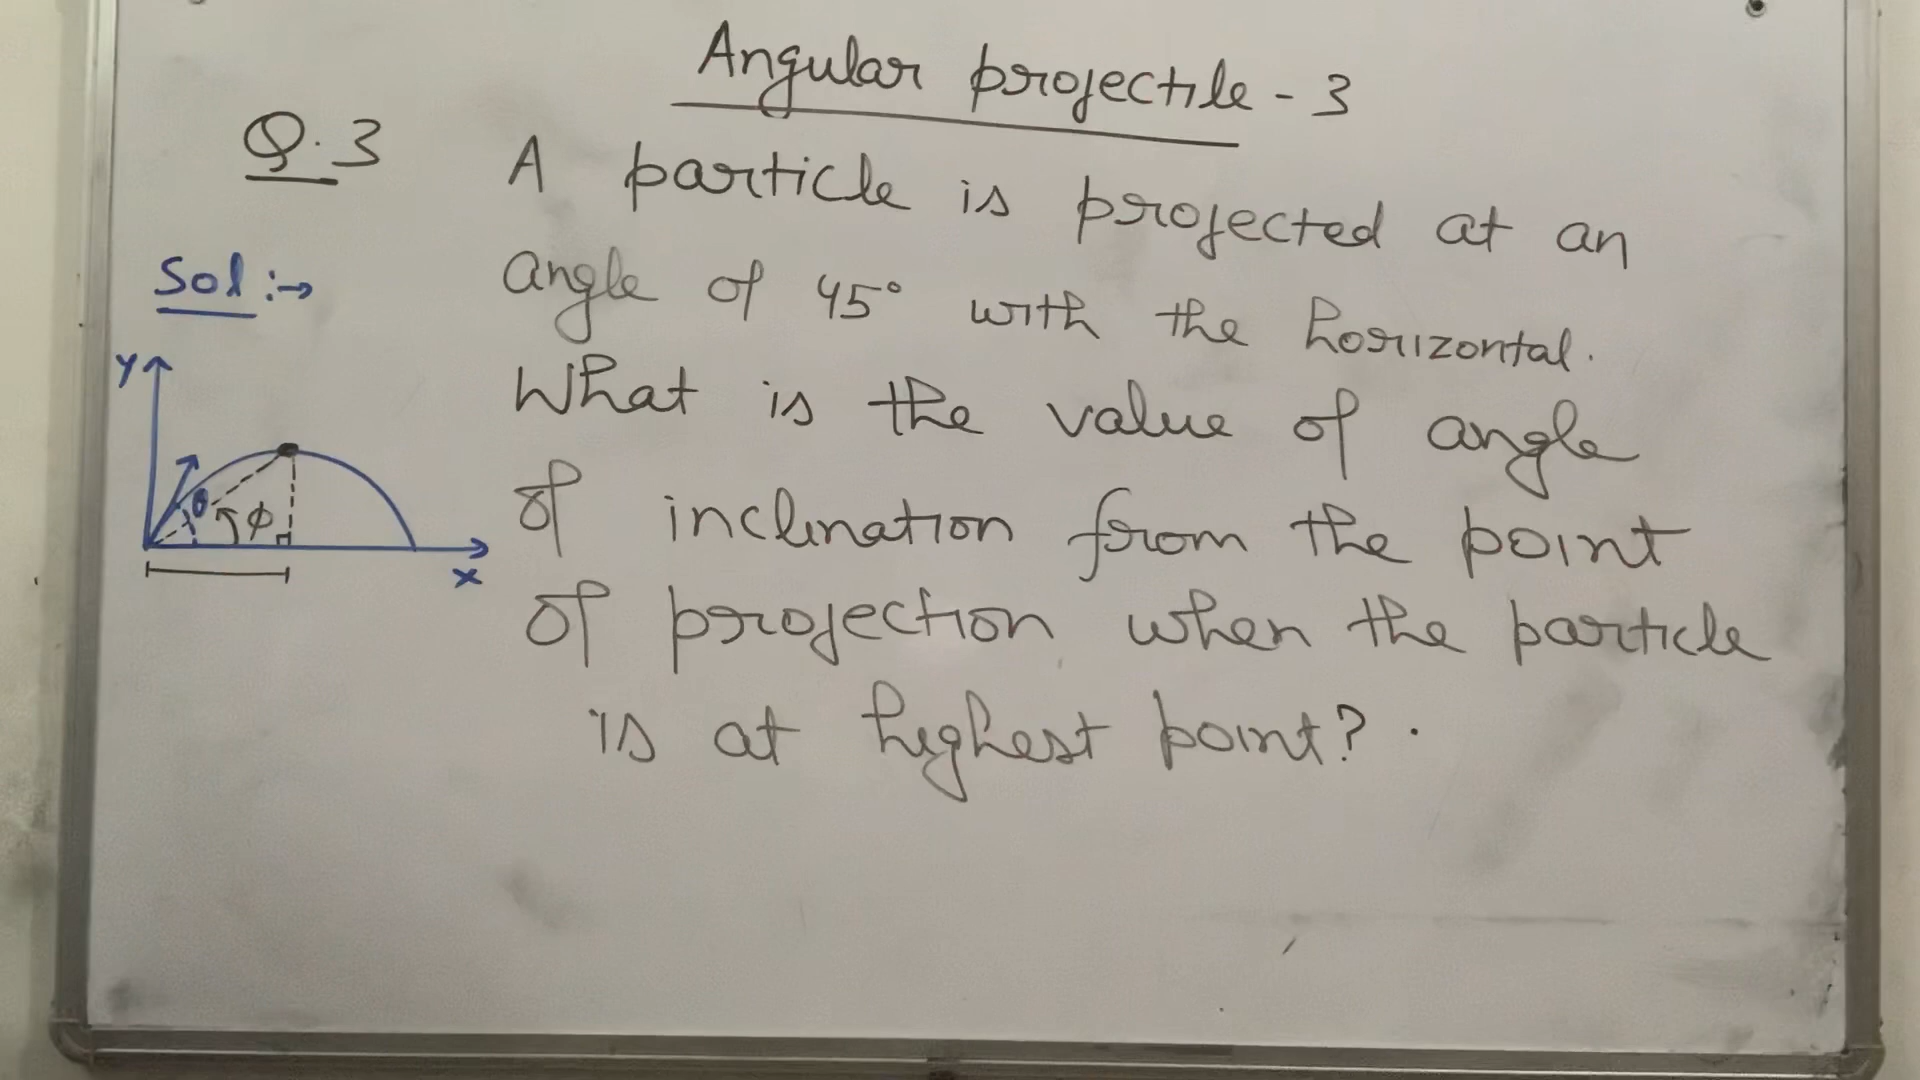 Angular projectile - 3
Q.3 A particle is projected at an
Sol :→ angle of 45° with the horizontal.
What is the value of angle
of inclination from the point
of projection when the particle
is at highest point? .
Y
θ
ϕ
x